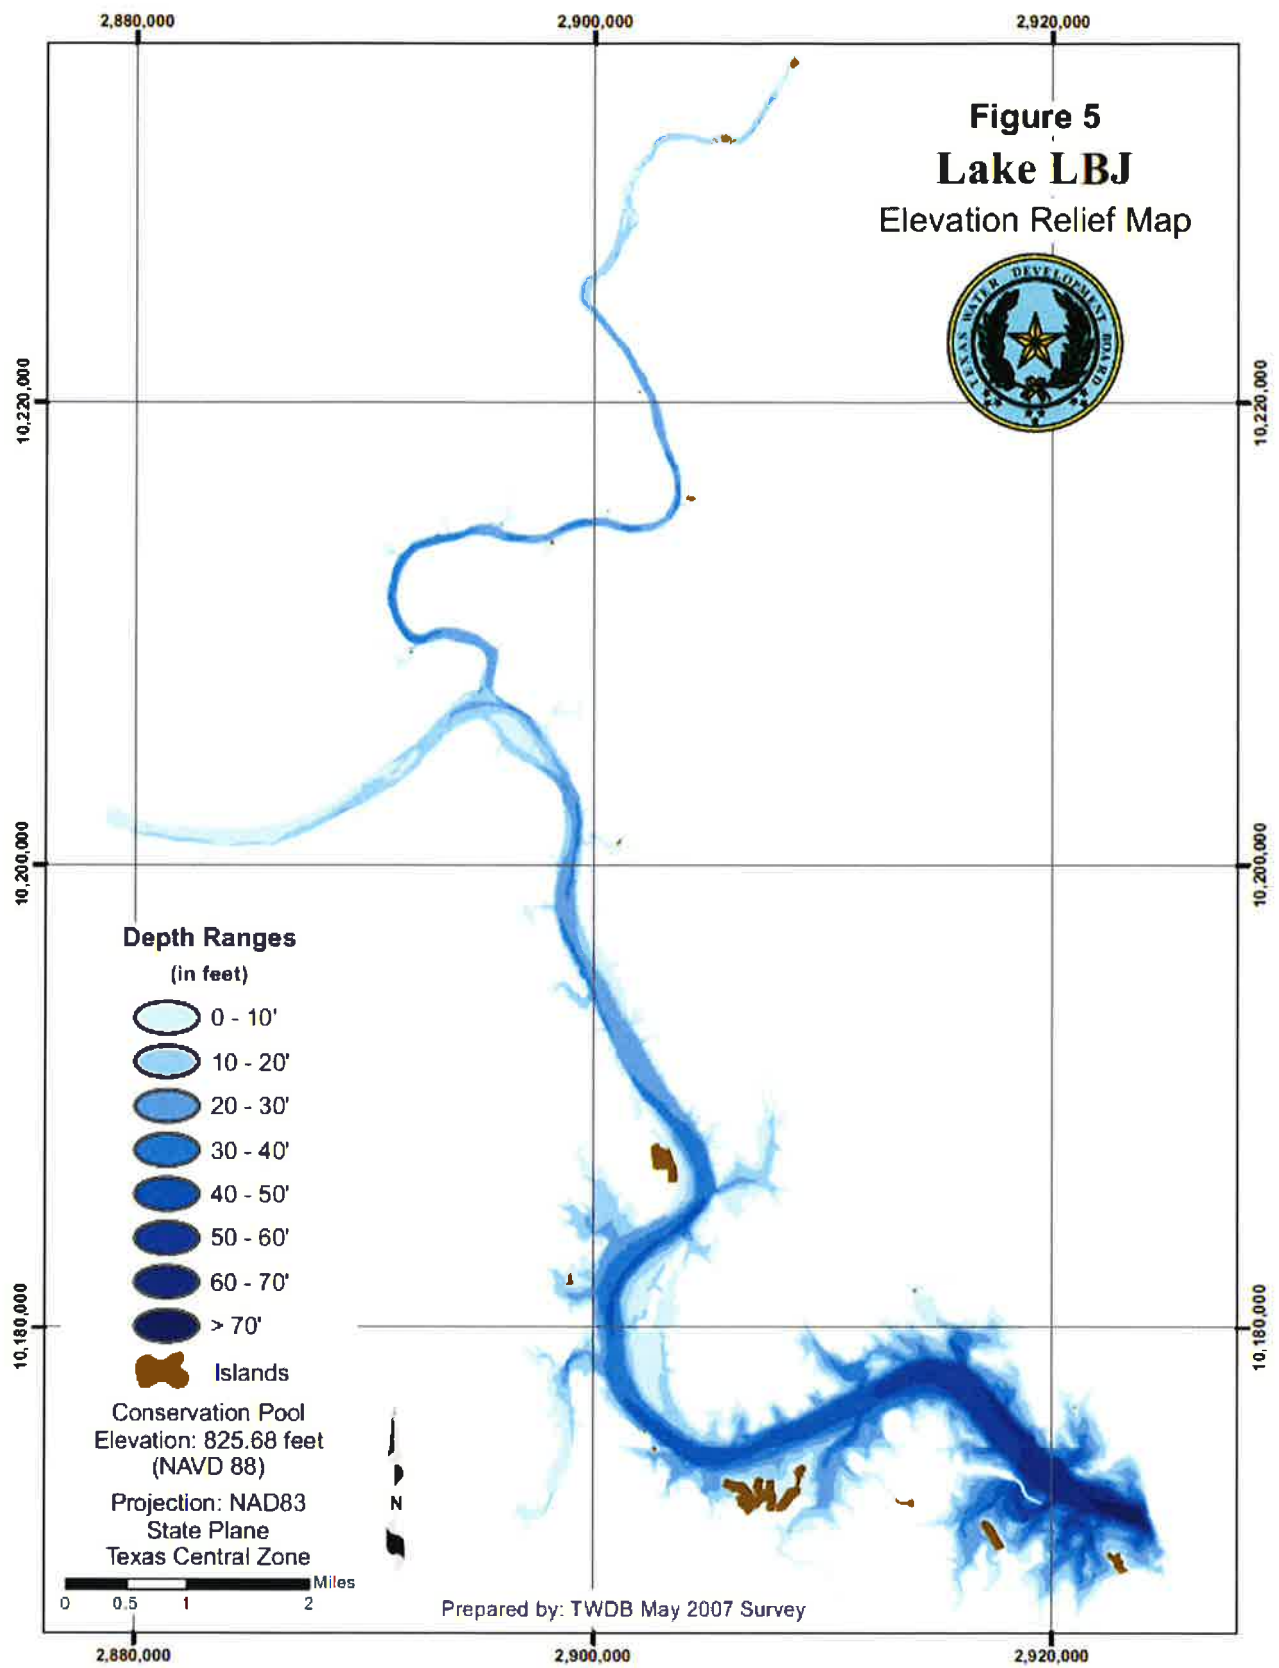 2,880,000
2,900,000
2,920,000
Figure 5
Lake LBJ
Elevation Relief Map
TEXAS WATER DEVELOPMENT BOARD
10,220,000
10,220,000
10,200,000
10,200,000
Depth Ranges
(in feet)
0 - 10'
10 - 20'
20 - 30'
30 - 40'
40 - 50'
50 - 60'
60 - 70'
> 70'
Islands
10,180,000
10,180,000
Conservation Pool
Elevation: 825.68 feet
(NAVD 88)
Projection: NAD83
State Plane
Texas Central Zone
N
Miles
0 0.5 1 2
Prepared by: TWDB May 2007 Survey
2,880,000
2,900,000
2,920,000